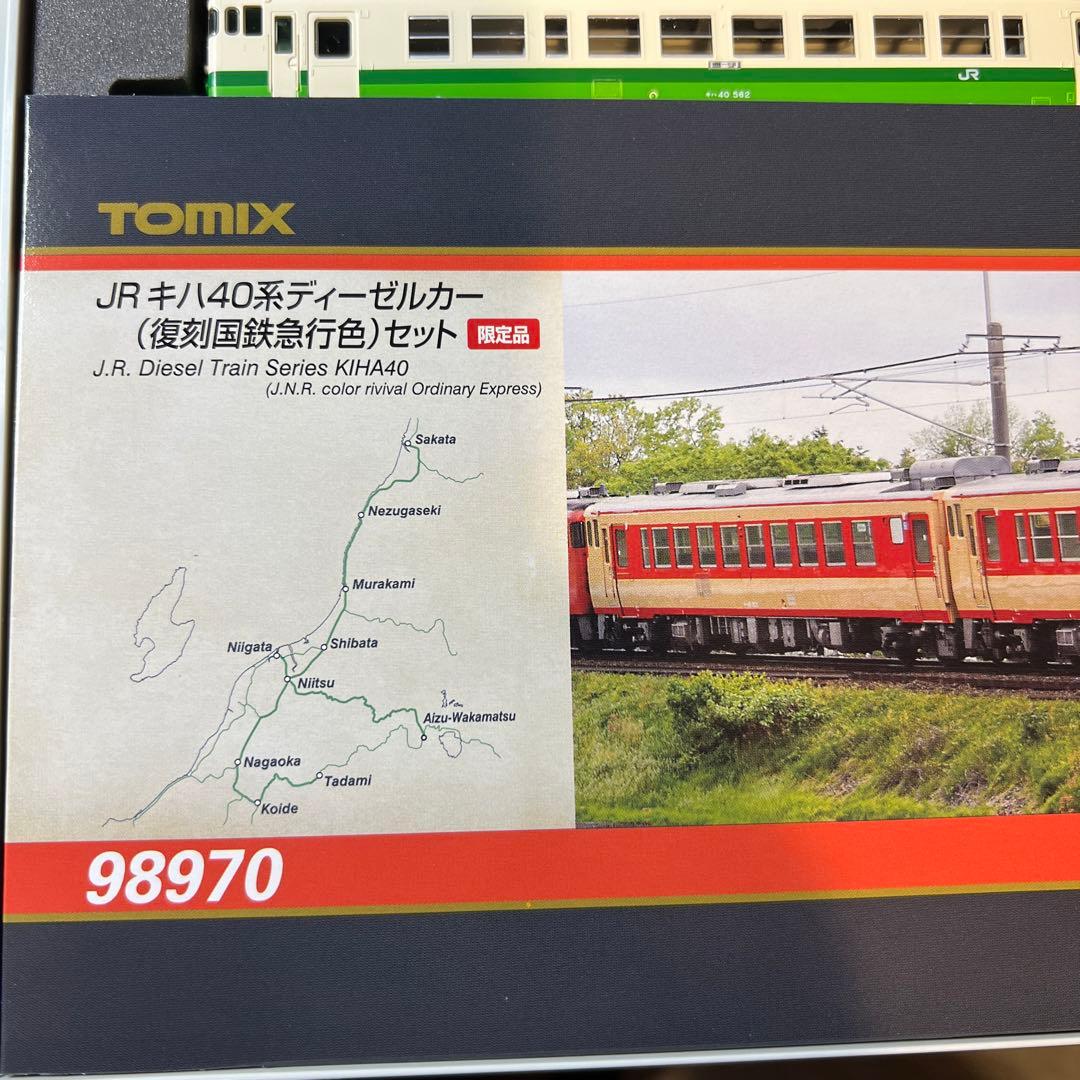 JR
キハ40 562
TOMIX
JR キハ40系ディーゼルカー
(復刻国鉄急行色)セット 限定品
J.R. Diesel Train Series KIHA40
(J.N.R. color rivival Ordinary Express)
Sakata
Nezugaseki
Murakami
Niigata
Shibata
Niitsu
Aizu-Wakamatsu
Nagaoka
Tadami
Koide
98970